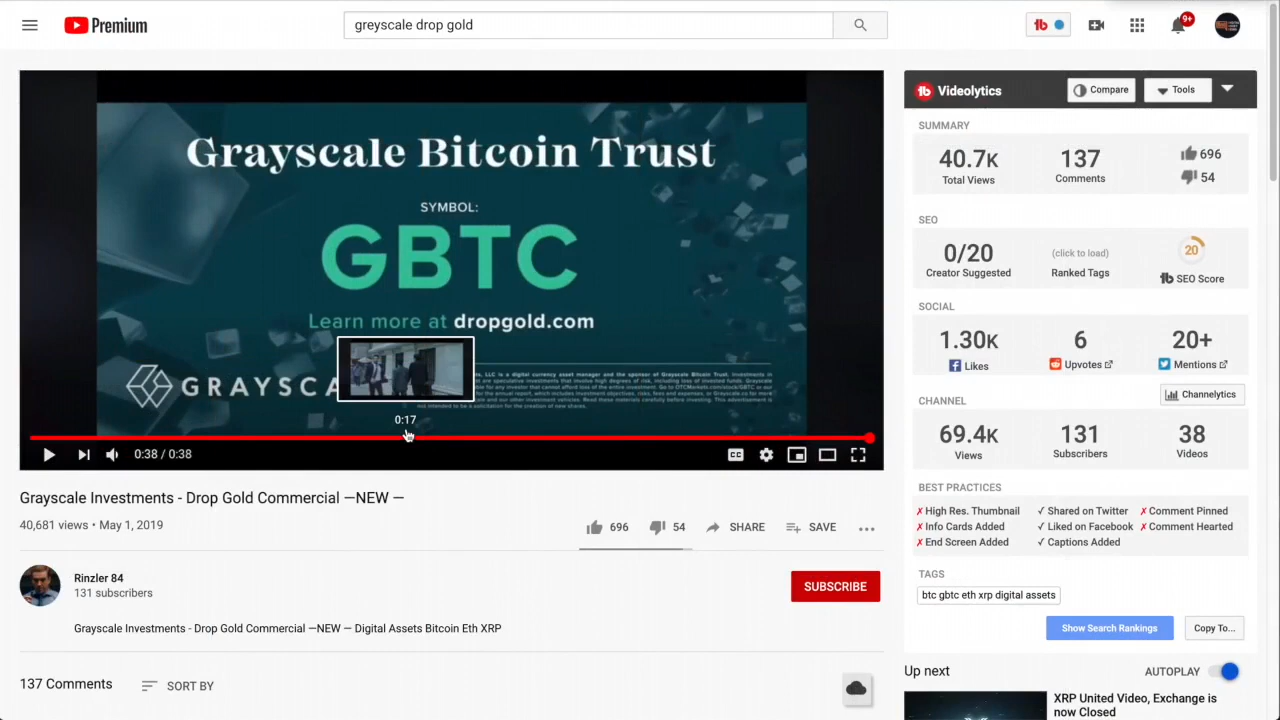 Premium
greyscale drop gold
9+
Grayscale Bitcoin Trust
SYMBOL:
GBTC
Learn more at dropgold.com
GRAYSCA
0:17
0:38 / 0:38
CC
Grayscale Investments - Drop Gold Commercial —NEW —
40,681 views • May 1, 2019
696
54
SHARE
SAVE
Rinzler 84
131 subscribers
SUBSCRIBE
Grayscale Investments - Drop Gold Commercial —NEW — Digital Assets Bitcoin Eth XRP
137 Comments
SORT BY
Videolytics
Compare
Tools
SUMMARY
40.7K
137
696
54
Total Views
Comments
SEO
0/20
(click to load)
20
Creator Suggested
Ranked Tags
SEO Score
SOCIAL
1.30K
6
20+
Likes
Upvotes
Mentions
CHANNEL
Channelytics
69.4K
131
38
Views
Subscribers
Videos
BEST PRACTICES
✗ High Res. Thumbnail ✓ Shared on Twitter ✗ Comment Pinned
✗ Info Cards Added ✓ Liked on Facebook ✗ Comment Hearted
✗ End Screen Added ✓ Captions Added
TAGS
btc gbtc eth xrp digital assets
Show Search Rankings
Copy To...
Up next
AUTOPLAY
XRP United Video, Exchange is
now Closed